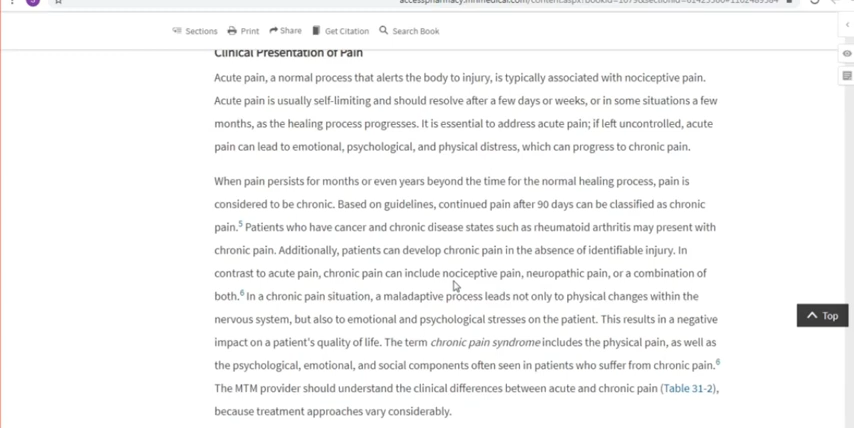 Sections Print Share Get Citation Search Book
Clinical Presentation of Pain
Acute pain, a normal process that alerts the body to injury, is typically associated with nociceptive pain.
Acute pain is usually self-limiting and should resolve after a few days or weeks, or in some situations a few
months, as the healing process progresses. It is essential to address acute pain; if left uncontrolled, acute
pain can lead to emotional, psychological, and physical distress, which can progress to chronic pain.
When pain persists for months or even years beyond the time for the normal healing process, pain is
considered to be chronic. Based on guidelines, continued pain after 90 days can be classified as chronic
pain.5 Patients who have cancer and chronic disease states such as rheumatoid arthritis may present with
chronic pain. Additionally, patients can develop chronic pain in the absence of identifiable injury. In
contrast to acute pain, chronic pain can include nociceptive pain, neuropathic pain, or a combination of
both.6 In a chronic pain situation, a maladaptive process leads not only to physical changes within the
nervous system, but also to emotional and psychological stresses on the patient. This results in a negative
Top
impact on a patient's quality of life. The term chronic pain syndrome includes the physical pain, as well as
the psychological, emotional, and social components often seen in patients who suffer from chronic pain.6
The MTM provider should understand the clinical differences between acute and chronic pain (Table 31-2),
because treatment approaches vary considerably.